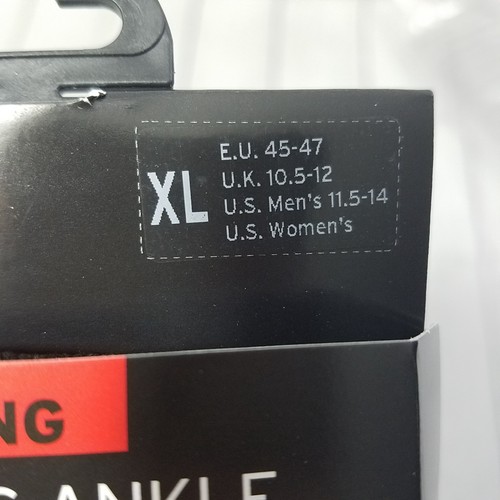 XL
E.U. 45-47
U.K. 10.5-12
U.S. Men's 11.5-14
U.S. Women's
NG
ANKLE